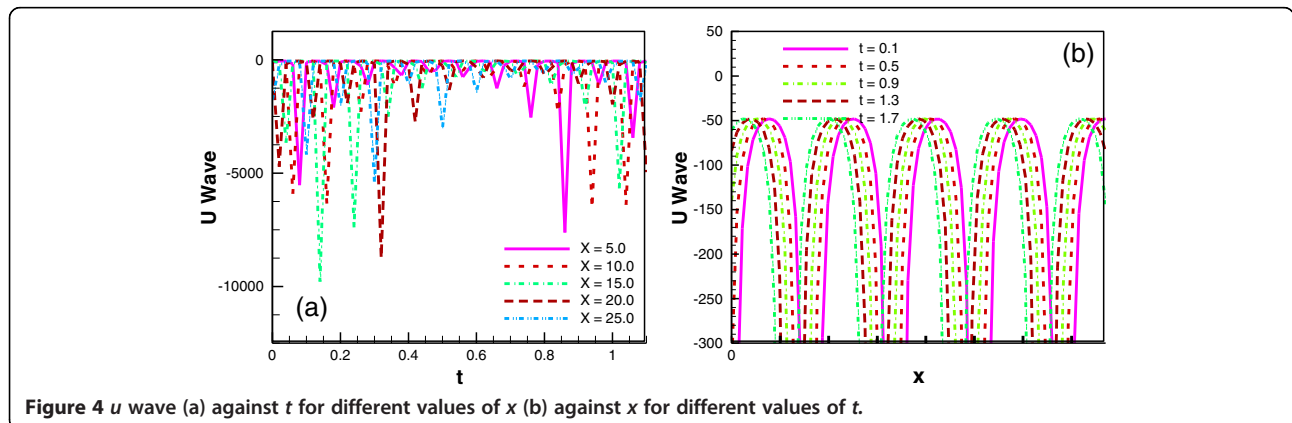 0
-5000
-10000
U Wave
(a)
X = 5.0
X = 10.0
X = 15.0
X = 20.0
X = 25.0
0 0.2 0.4 0.6 0.8 1
t
50
0
-50
-100
-150
-200
-250
-300
U Wave
(b)
t = 0.1
t = 0.5
t = 0.9
t = 1.3
t = 1.7
0
x
Figure 4 u wave (a) against t for different values of x (b) against x for different values of t.